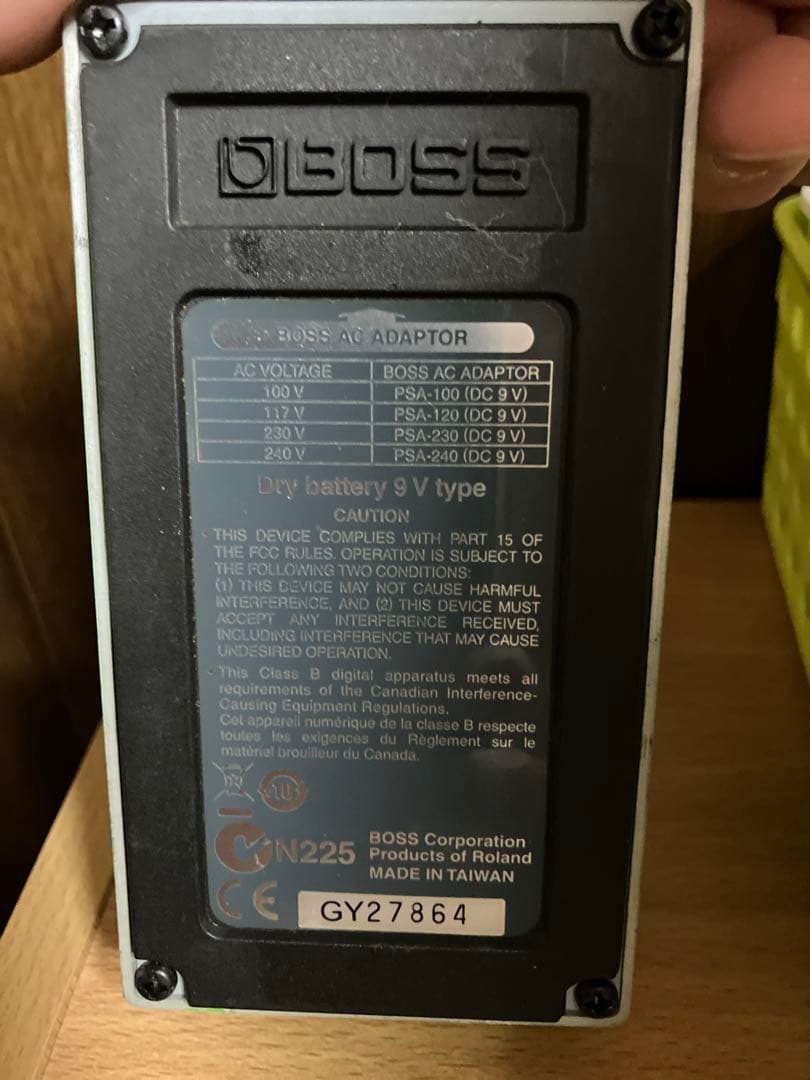 BOSS
BOSS AC ADAPTOR
AC VOLTAGE BOSS AC ADAPTOR
100 V PSA-100 (DC 9 V)
117 V PSA-120 (DC 9 V)
230 V PSA-230 (DC 9 V)
240 V PSA-240 (DC 9 V)
Dry battery 9 V type
CAUTION
· THIS DEVICE COMPLIES WITH PART 15 OF
THE FCC RULES. OPERATION IS SUBJECT TO
THE FOLLOWING TWO CONDITIONS:
(1) THIS DEVICE MAY NOT CAUSE HARMFUL
INTERFERENCE, AND (2) THIS DEVICE MUST
ACCEPT ANY INTERFERENCE RECEIVED,
INCLUDING INTERFERENCE THAT MAY CAUSE
UNDESIRED OPERATION.
· This Class B digital apparatus meets all
requirements of the Canadian Interference-
Causing Equipment Regulations.
Cet appareil numérique de la classe B respecte
toutes les exigences du Règlement sur le
matérial brouilleur du Canada.
10
N225
BOSS Corporation
Products of Roland
MADE IN TAIWAN
CE
GY27864